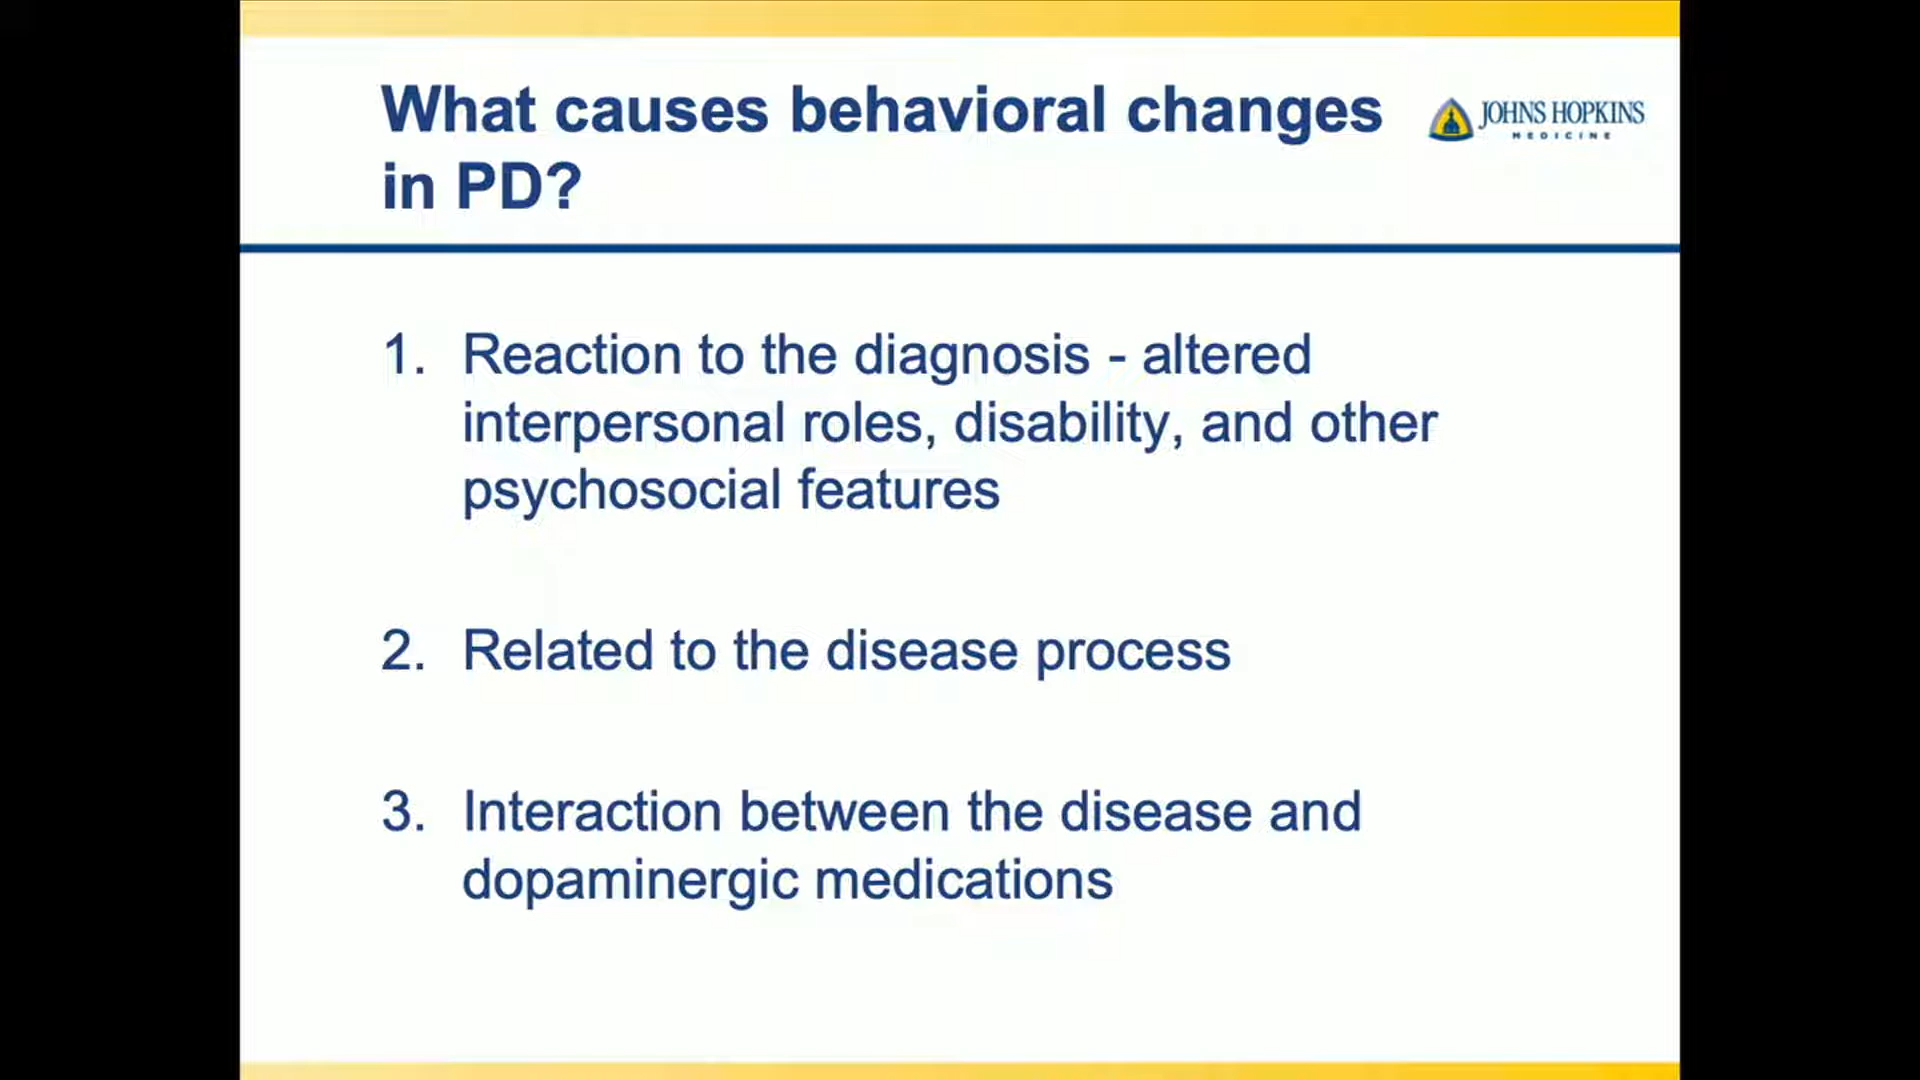 What causes behavioral changes
in PD?
JOHNS HOPKINS
MEDICINE
1. Reaction to the diagnosis - altered
interpersonal roles, disability, and other
psychosocial features
2. Related to the disease process
3. Interaction between the disease and
dopaminergic medications